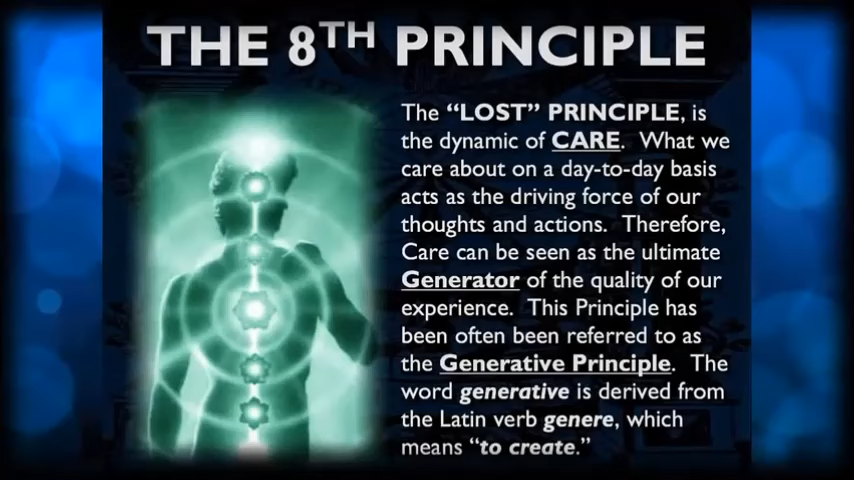 THE 8TH PRINCIPLE
The “LOST” PRINCIPLE, is
the dynamic of CARE. What we
care about on a day-to-day basis
acts as the driving force of our
thoughts and actions. Therefore,
Care can be seen as the ultimate
Generator of the quality of our
experience. This Principle has
been often been referred to as
the Generative Principle. The
word generative is derived from
the Latin verb genere, which
means “to create.”